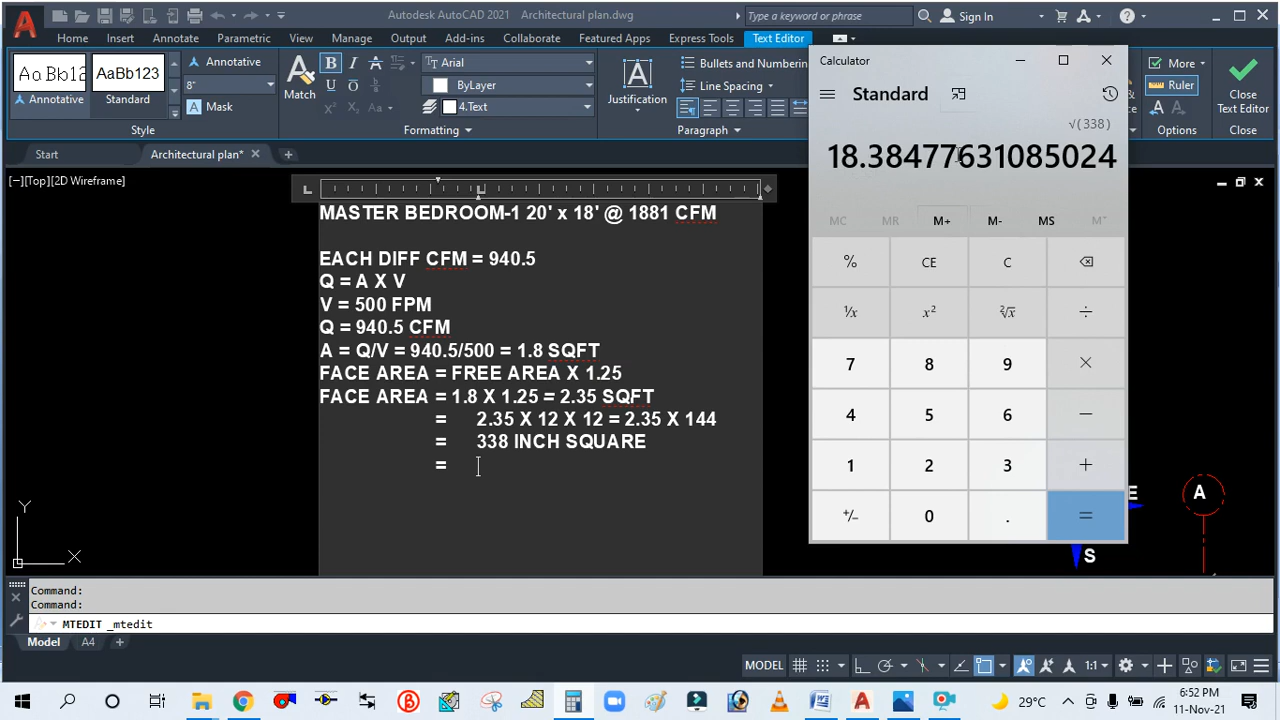 Autodesk AutoCAD 2021 Architectural plan.dwg
Type a keyword or phrase
Sign In
Home Insert Annotate Parametric View Manage Output Add-ins Collaborate Express Tools Text Editor
AaBb12 AaBb123
Annotative Standard
Annotative
8"
Mask
Style
Match
B I A
Arial
U O
ByLayer
4.Text
Formatting
Justification
Bullets and Numbering
Line Spacing
Paragraph
Ruler
Options
Close
Text Editor
Close
Start Architectural plan*
[−][Top][2D Wireframe]
MASTER BEDROOM-1 20' x 18' @ 1881 CFM
EACH DIFF CFM = 940.5
Q = A X V
V = 500 FPM
Q = 940.5 CFM
A = Q/V = 940.5/500 = 1.8 SQFT
FACE AREA = FREE AREA X 1.25
FACE AREA = 1.8 X 1.25 = 2.35 SQFT
= 2.35 X 12 X 12 = 2.35 X 144
= 338 INCH SQUARE
=
Calculator
Standard
√(338)
18.38477631085024
MC MR M+ M- MS M˅
% CE C
¹/x x² ²√x ÷
7 8 9 ×
4 5 6 −
1 2 3 +
+/− 0 . =
Y
X
E
A
S
Command:
Command:
MTEDIT _mtedit
Model A4 +
MODEL
1:1
29°C
6:52 PM
11-Nov-21